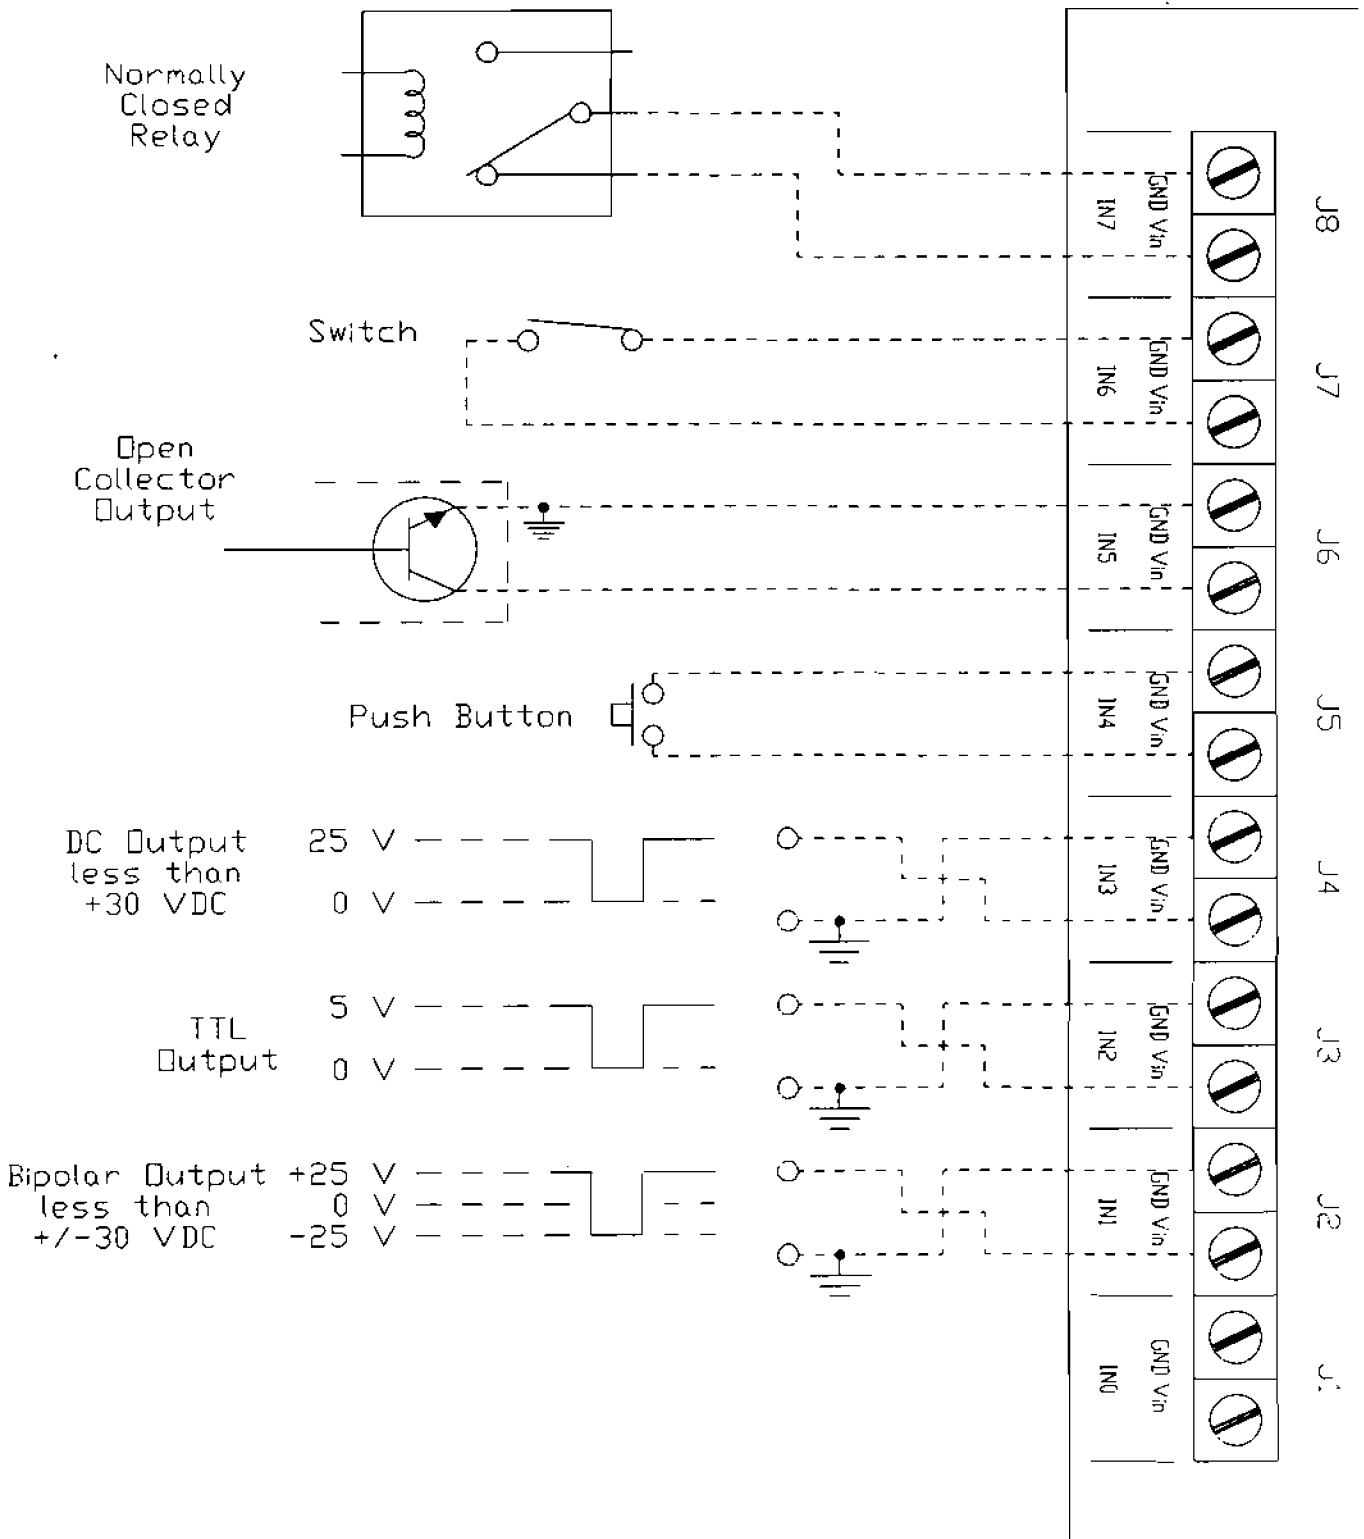 Normally
Closed
Relay
GND Vin
IN7
J8
Switch
GND Vin
IN6
J7
Open
Collector
Output
GND Vin
IN5
J6
Push Button
GND Vin
IN4
J5
DC Output 25 V
less than
+30 VDC 0 V
GND Vin
IN3
J4
5 V
TTL
Output 0 V
GND Vin
IN2
J3
Bipolar Output +25 V
less than 0 V
+/-30 VDC -25 V
GND Vin
IN1
J2
GND Vin
IN0